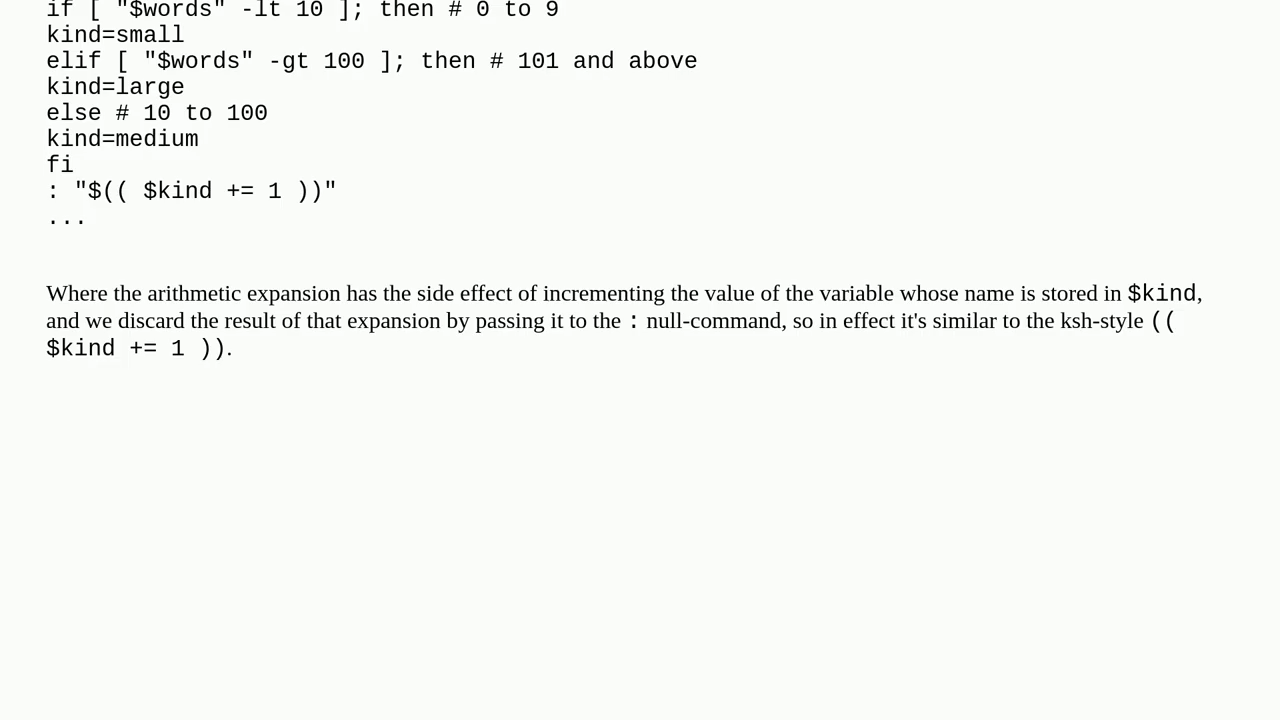 if [ "$words" -lt 10 ]; then # 0 to 9
kind=small
elif [ "$words" -gt 100 ]; then # 101 and above
kind=large
else # 10 to 100
kind=medium
fi
: "$(( $kind += 1 ))"
...
Where the arithmetic expansion has the side effect of incrementing the value of the variable whose name is stored in $kind,
and we discard the result of that expansion by passing it to the : null-command, so in effect it's similar to the ksh-style ((
$kind += 1 )).